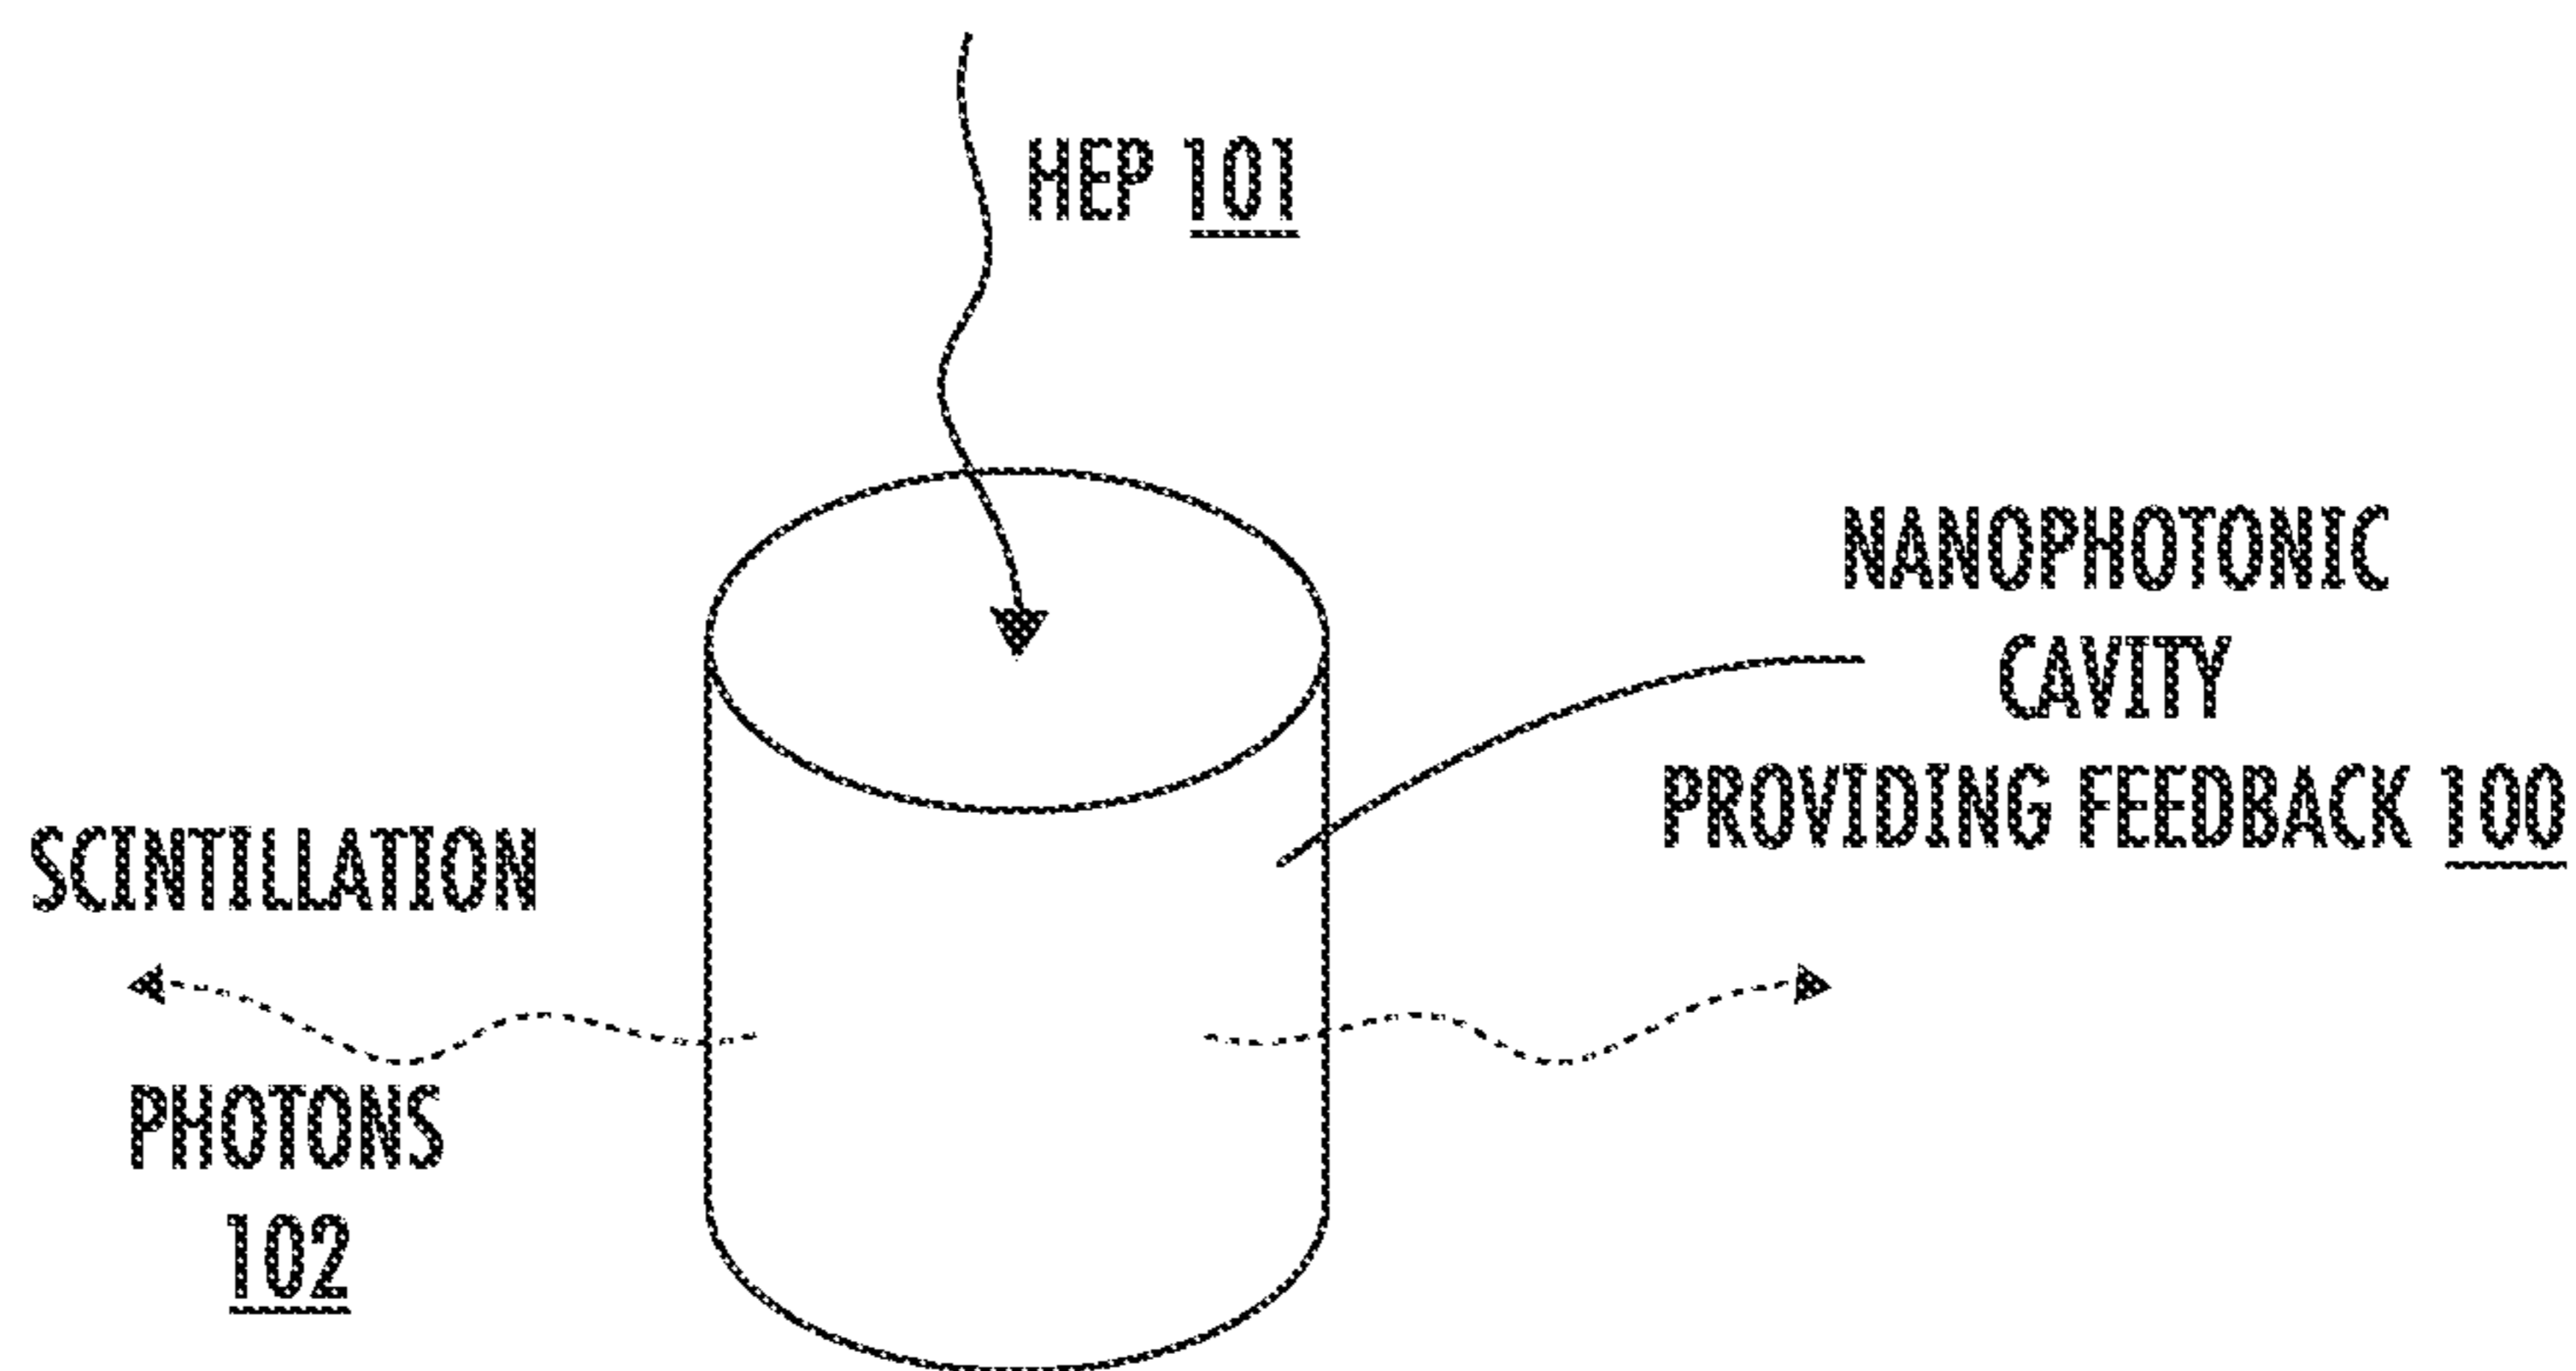 HEP 101
NANOPHOTONIC
CAVITY
PROVIDING FEEDBACK 100
SCINTILLATION
PHOTONS
102